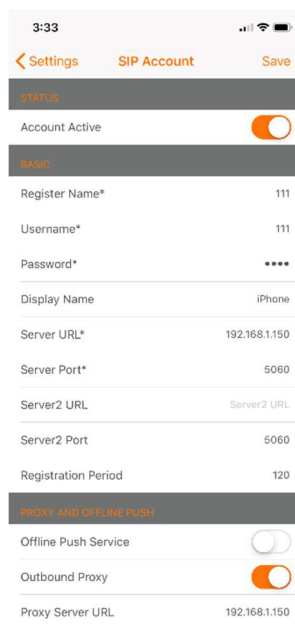 3:33
Settings SIP Account Save
STATUS
Account Active
BASIC
Register Name* 111
Username* 111
Password* ••••
Display Name iPhone
Server URL* 192.168.1.150
Server Port* 5060
Server2 URL Server2 URL
Server2 Port 5060
Registration Period 120
PROXY AND OFFLINE PUSH
Offline Push Service
Outbound Proxy
Proxy Server URL 192.168.1.150